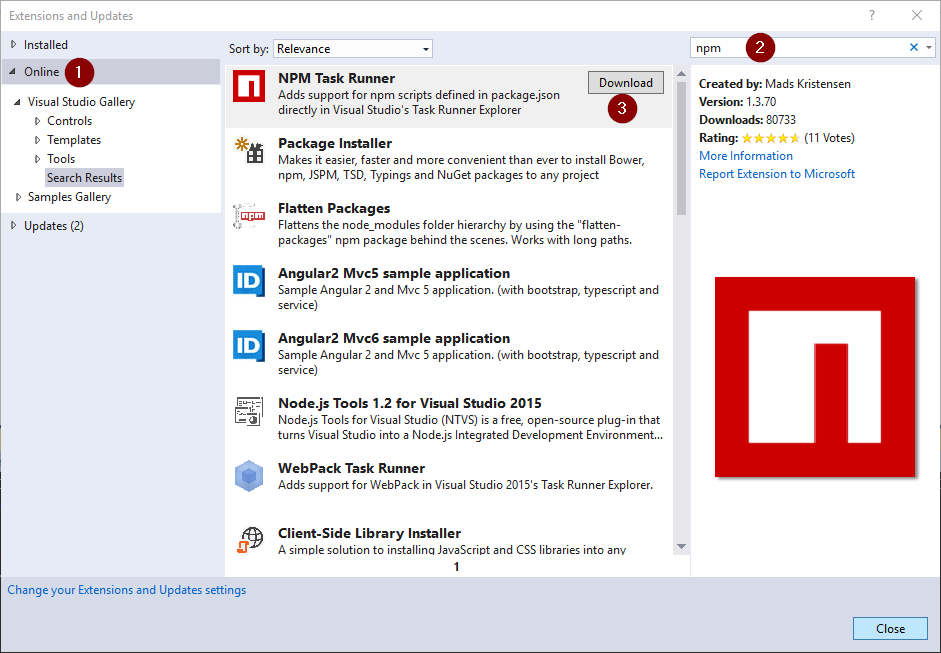 Extensions and Updates
?
Installed
Online
1
Visual Studio Gallery
Controls
Templates
Tools
Search Results
Samples Gallery
Updates (2)
Sort by: Relevance
NPM Task Runner
Adds support for npm scripts defined in package.json
directly in Visual Studio's Task Runner Explorer
Download
3
Package Installer
Makes it easier, faster and more convenient than ever to install Bower,
npm, JSPM, TSD, Typings and NuGet packages to any project
npm
Flatten Packages
Flattens the node_modules folder hierarchy by using the "flatten-
packages" npm package behind the scenes. Works with long paths.
ID
Angular2 Mvc5 sample application
Sample Angular 2 and Mvc 5 application. (with bootstrap, typescript and
service)
ID
Angular2 Mvc6 sample application
Sample Angular 2 and Mvc 5 application. (with bootstrap, typescript and
service)
Node.js Tools 1.2 for Visual Studio 2015
Node.js Tools for Visual Studio (NTVS) is a free, open-source plug-in that
turns Visual Studio into a Node.js Integrated Development Environment...
WebPack Task Runner
Adds support for WebPack in Visual Studio 2015's Task Runner Explorer.
Client-Side Library Installer
A simple solution to installing JavaScript and CSS libraries into any
1
npm
2
Created by: Mads Kristensen
Version: 1.3.70
Downloads: 80733
Rating: (11 Votes)
More Information
Report Extension to Microsoft
Change your Extensions and Updates settings
Close